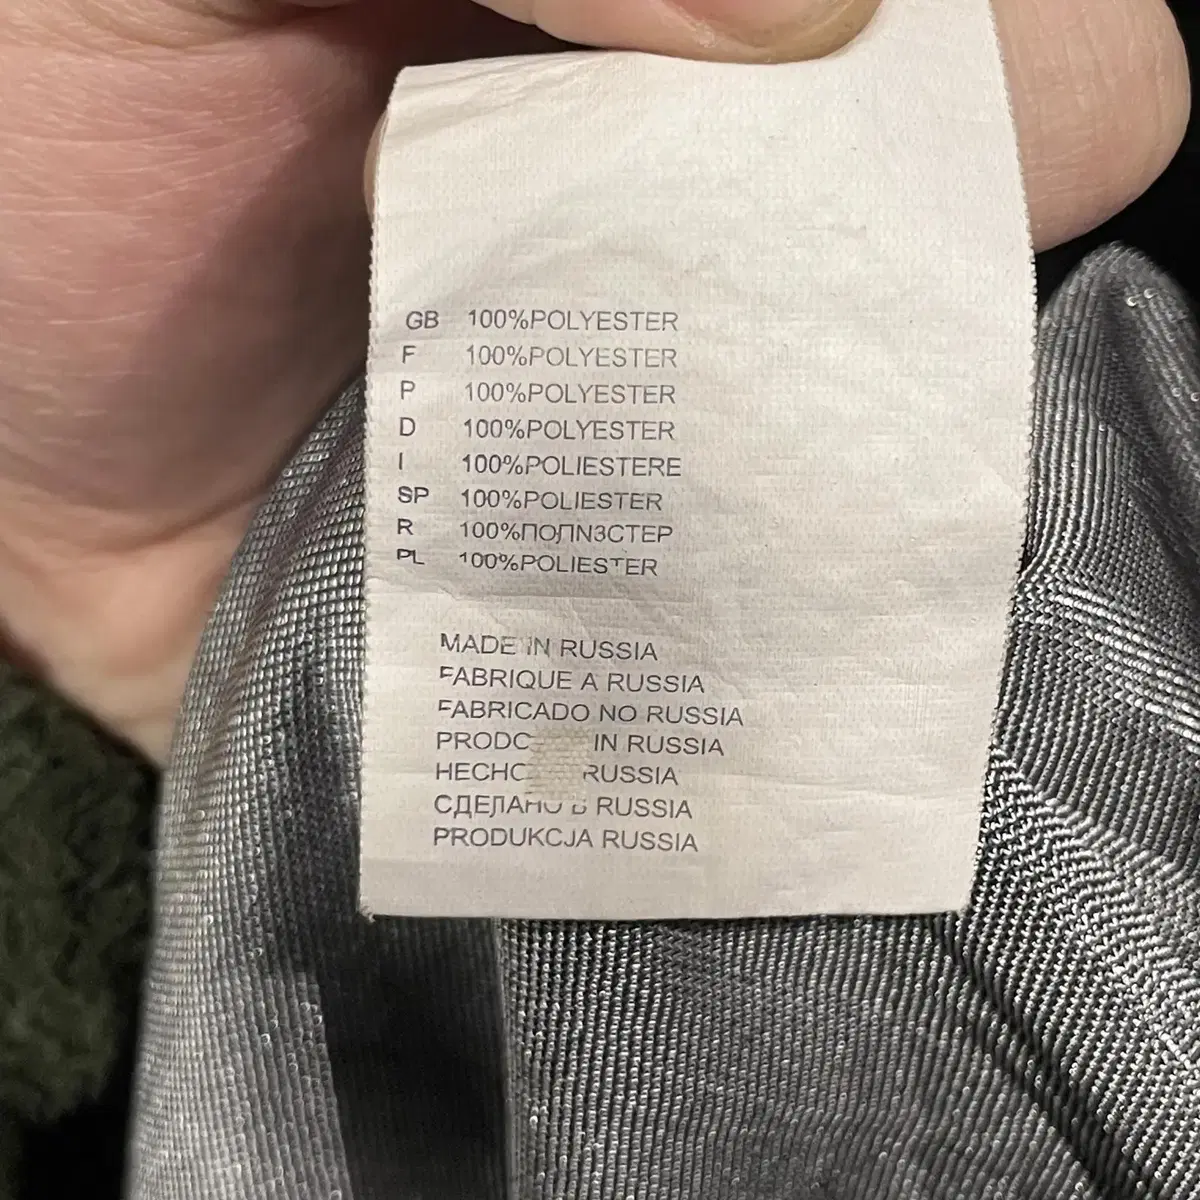 GB 100%POLYESTER
F 100%POLYESTER
P 100%POLYESTER
D 100%POLYESTER
I 100%POLIESTERE
SP 100%POLIESTER
R 100%ПОЛN3СТЕР
PL 100%POLIESTER
MADE IN RUSSIA
FABRIQUE A RUSSIA
FABRICADO NO RUSSIA
IN RUSSIA
RUSSIA
СДЕЛАНО В RUSSIA
PRODUKCJA RUSSIA